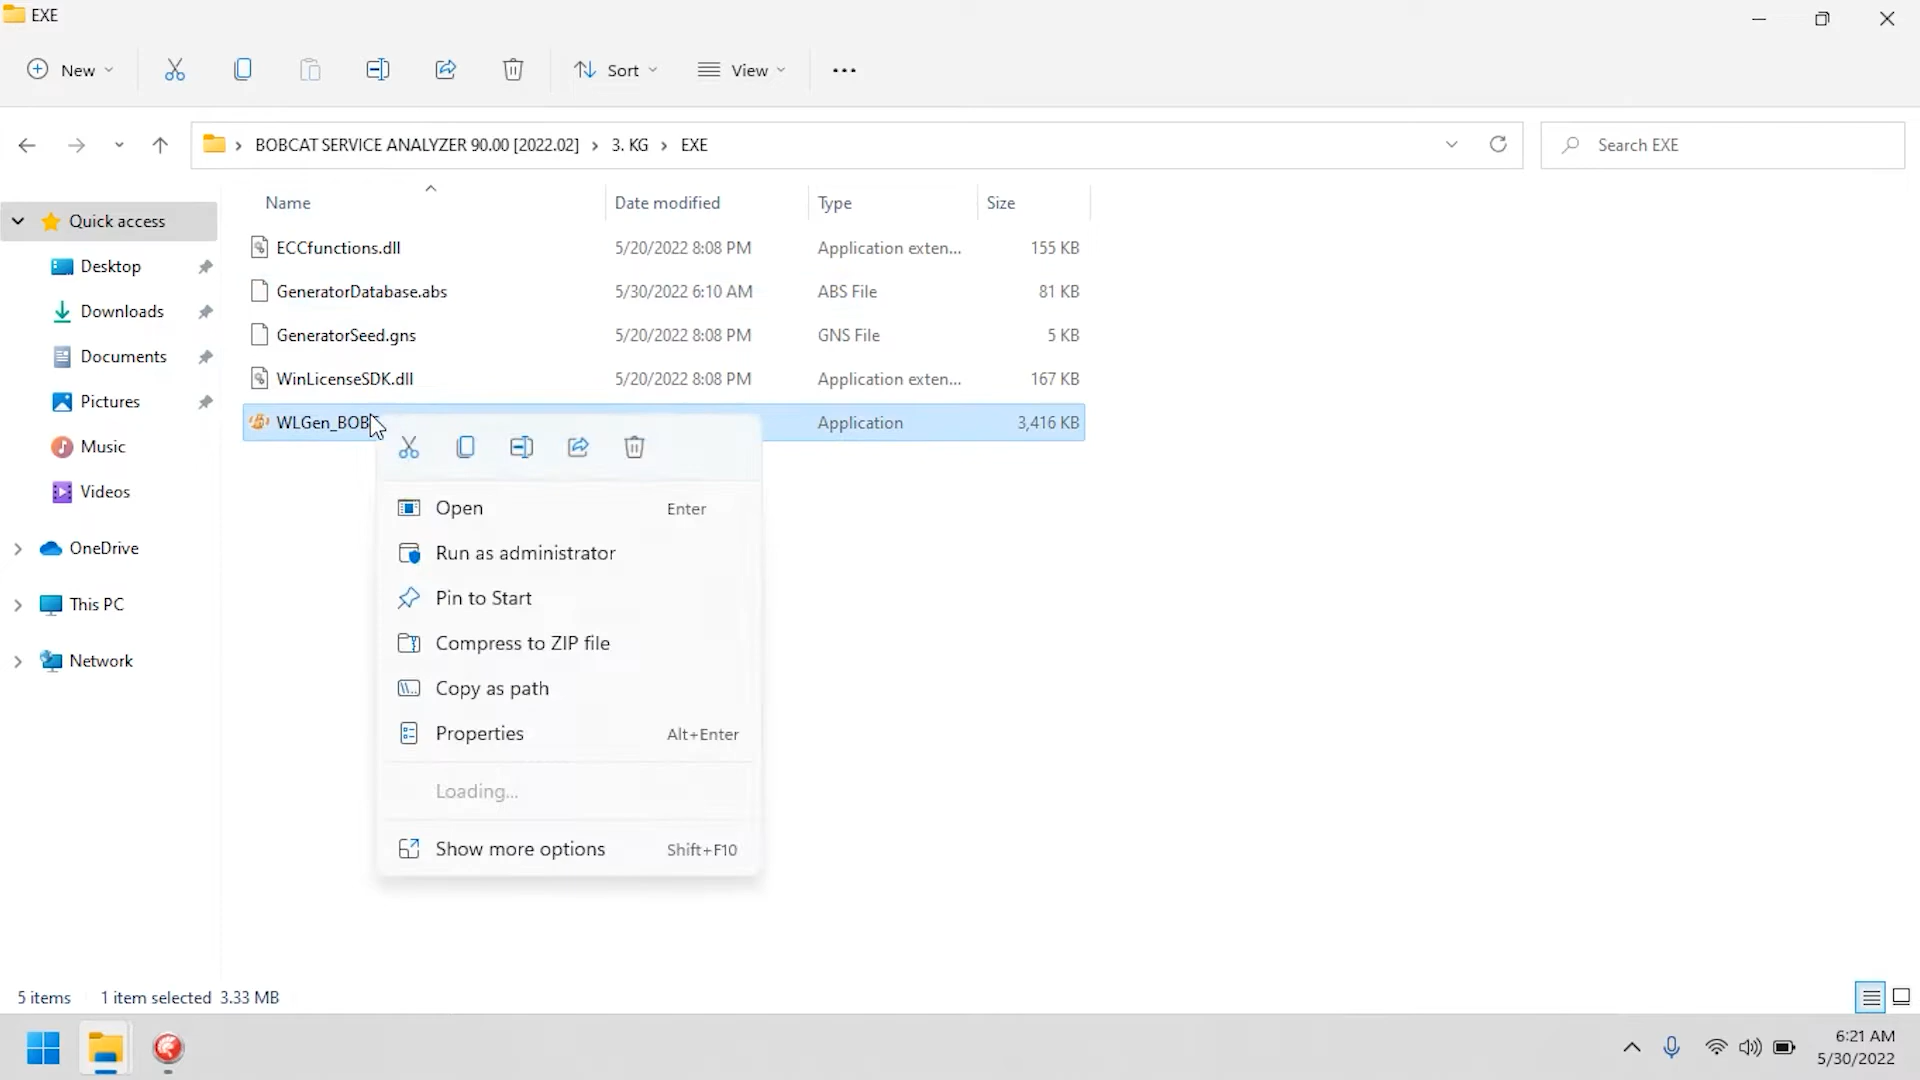 EXE
New
Sort
View
BOBCAT SERVICE ANALYZER 90.00 [2022.02] 3. KG EXE
Search EXE
Name Date modified Type Size
Quick access
Desktop
Downloads
Documents
Pictures
Music
Videos
OneDrive
This PC
Network
ECCfunctions.dll 5/20/2022 8:08 PM Application exten... 155 KB
GeneratorDatabase.abs 5/30/2022 6:10 AM ABS File 81 KB
GeneratorSeed.gns 5/20/2022 8:08 PM GNS File 5 KB
WinLicenseSDK.dll 5/20/2022 8:08 PM Application exten... 167 KB
WLGen_BOB Application 3,416 KB
Open Enter
Run as administrator
Pin to Start
Compress to ZIP file
Copy as path
Properties Alt+Enter
Loading...
Show more options Shift+F10
5 items 1 item selected 3.33 MB
6:21 AM
5/30/2022